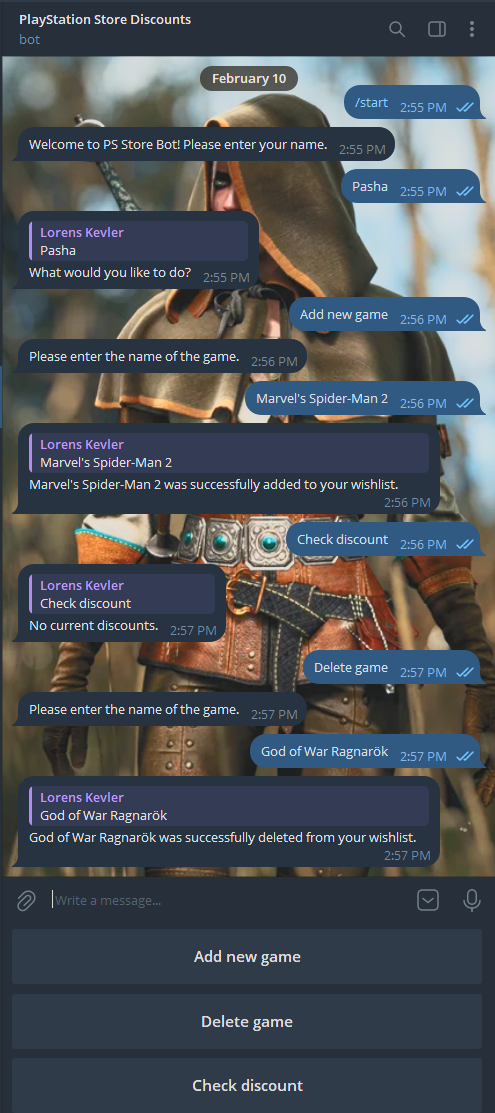 PlayStation Store Discounts
bot
February 10
/start 2:55 PM
Welcome to PS Store Bot! Please enter your name. 2:55 PM
Pasha 2:55 PM
Lorens Kevler
Pasha
What would you like to do? 2:55 PM
Add new game 2:56 PM
Please enter the name of the game. 2:56 PM
Marvel's Spider-Man 2 2:56 PM
Lorens Kevler
Marvel's Spider-Man 2
Marvel's Spider-Man 2 was successfully added to your wishlist.
2:56 PM
Check discount 2:56 PM
Lorens Kevler
Check discount
No current discounts. 2:57 PM
Delete game 2:57 PM
Please enter the name of the game. 2:57 PM
God of War Ragnarök 2:57 PM
Lorens Kevler
God of War Ragnarök
God of War Ragnarök was successfully deleted from your wishlist.
2:57 PM
Write a message...
Add new game
Delete game
Check discount